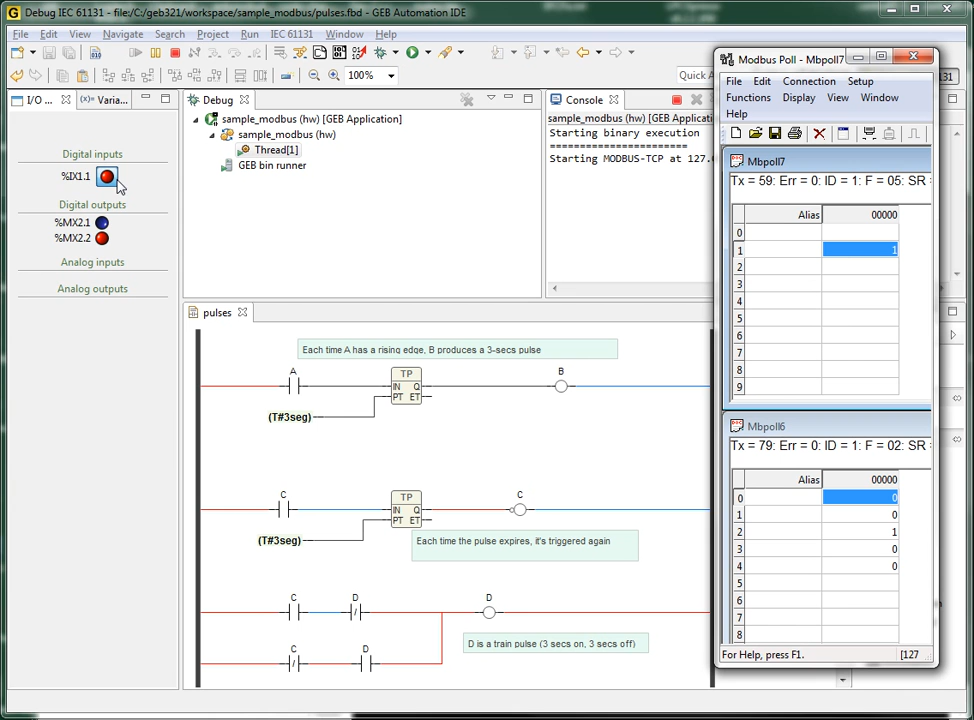 Debug IEC 61131 - file:/C:/geb321/workspace/sample_modbus/pulses.fbd - GEB Automation IDE
File Edit View Navigate Search Project Run IEC 61131 Window Help
100%
Quick A
I/O ...
Varia...
Digital inputs
%IX1.1
Digital outputs
%MX2.1
%MX2.2
Analog inputs
Analog outputs
Debug
sample_modbus (hw) [GEB Application]
sample_modbus (hw)
Thread[1]
GEB bin runner
Console
sample_modbus (hw) [GEB Applicati
Starting binary execution
======================
Starting MODBUS-TCP at 127.
pulses
Each time A has a rising edge, B produces a 3-secs pulse
A
TP
B
IN Q
PT ET
(T#3seg)
C
TP
C
IN Q
PT ET
(T#3seg)
Each time the pulse expires, it's triggered again
C
D
D
C
D
D is a train pulse (3 secs on, 3 secs off)
Modbus Poll - Mbpoll7
File Edit Connection Setup
Functions Display View Window
Help
Mbpoll7
Tx = 59: Err = 0: ID = 1: F = 05: SR =
Alias 00000
0
1 1
2
3
4
5
6
7
8
9
Mbpoll6
Tx = 79: Err = 0: ID = 1: F = 02: SR =
Alias 00000
0 0
1 0
2 1
3 0
4 0
5
6
7
8
For Help, press F1.
[127